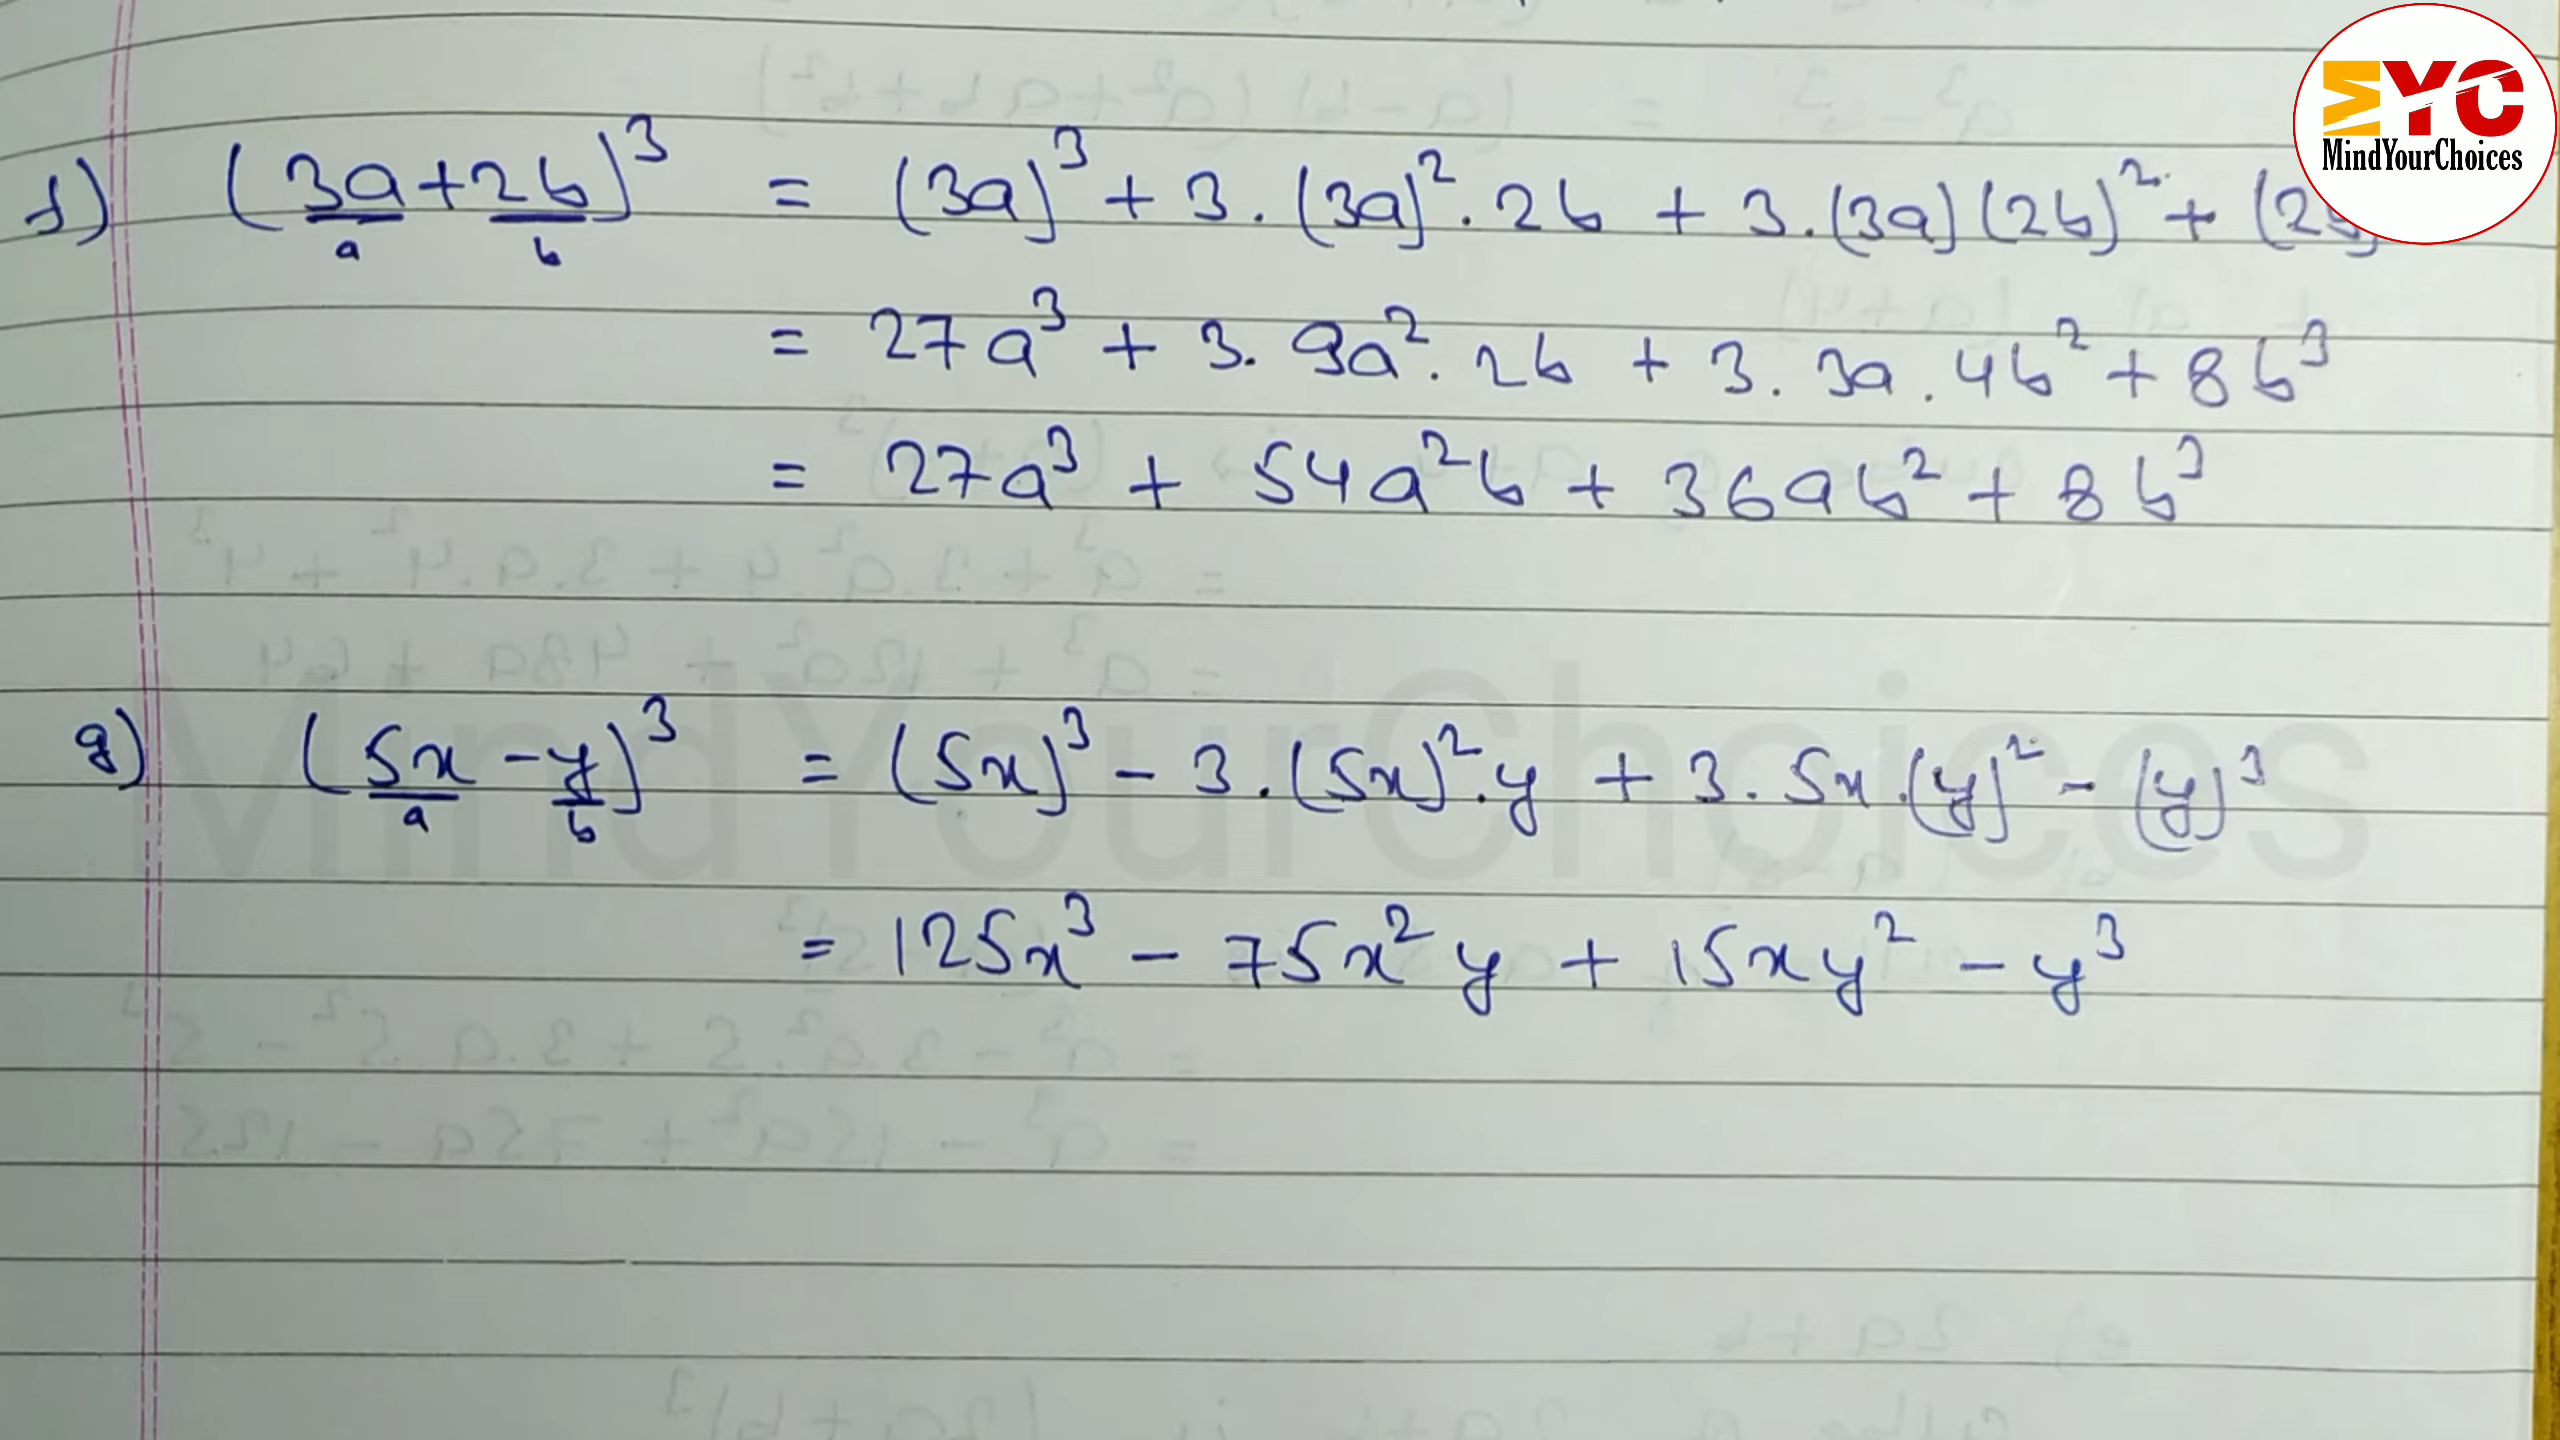 MYC
MindYourChoices
f) (3a+2b)³ = (3a)³ + 3.(3a)².2b + 3.(3a)(2b)² + (2b)
a b
= 27a³ + 3. 9a². 2b + 3. 3a. 4b² + 8b³
= 27a³ + 54a²b + 36ab² + 8b³
g) (5x - y)³ = (5x)³ - 3.(5x)².y + 3. 5x.(y)² - (y)³
a b
MindYourChoices
= 125x³ - 75x²y + 15xy² - y³